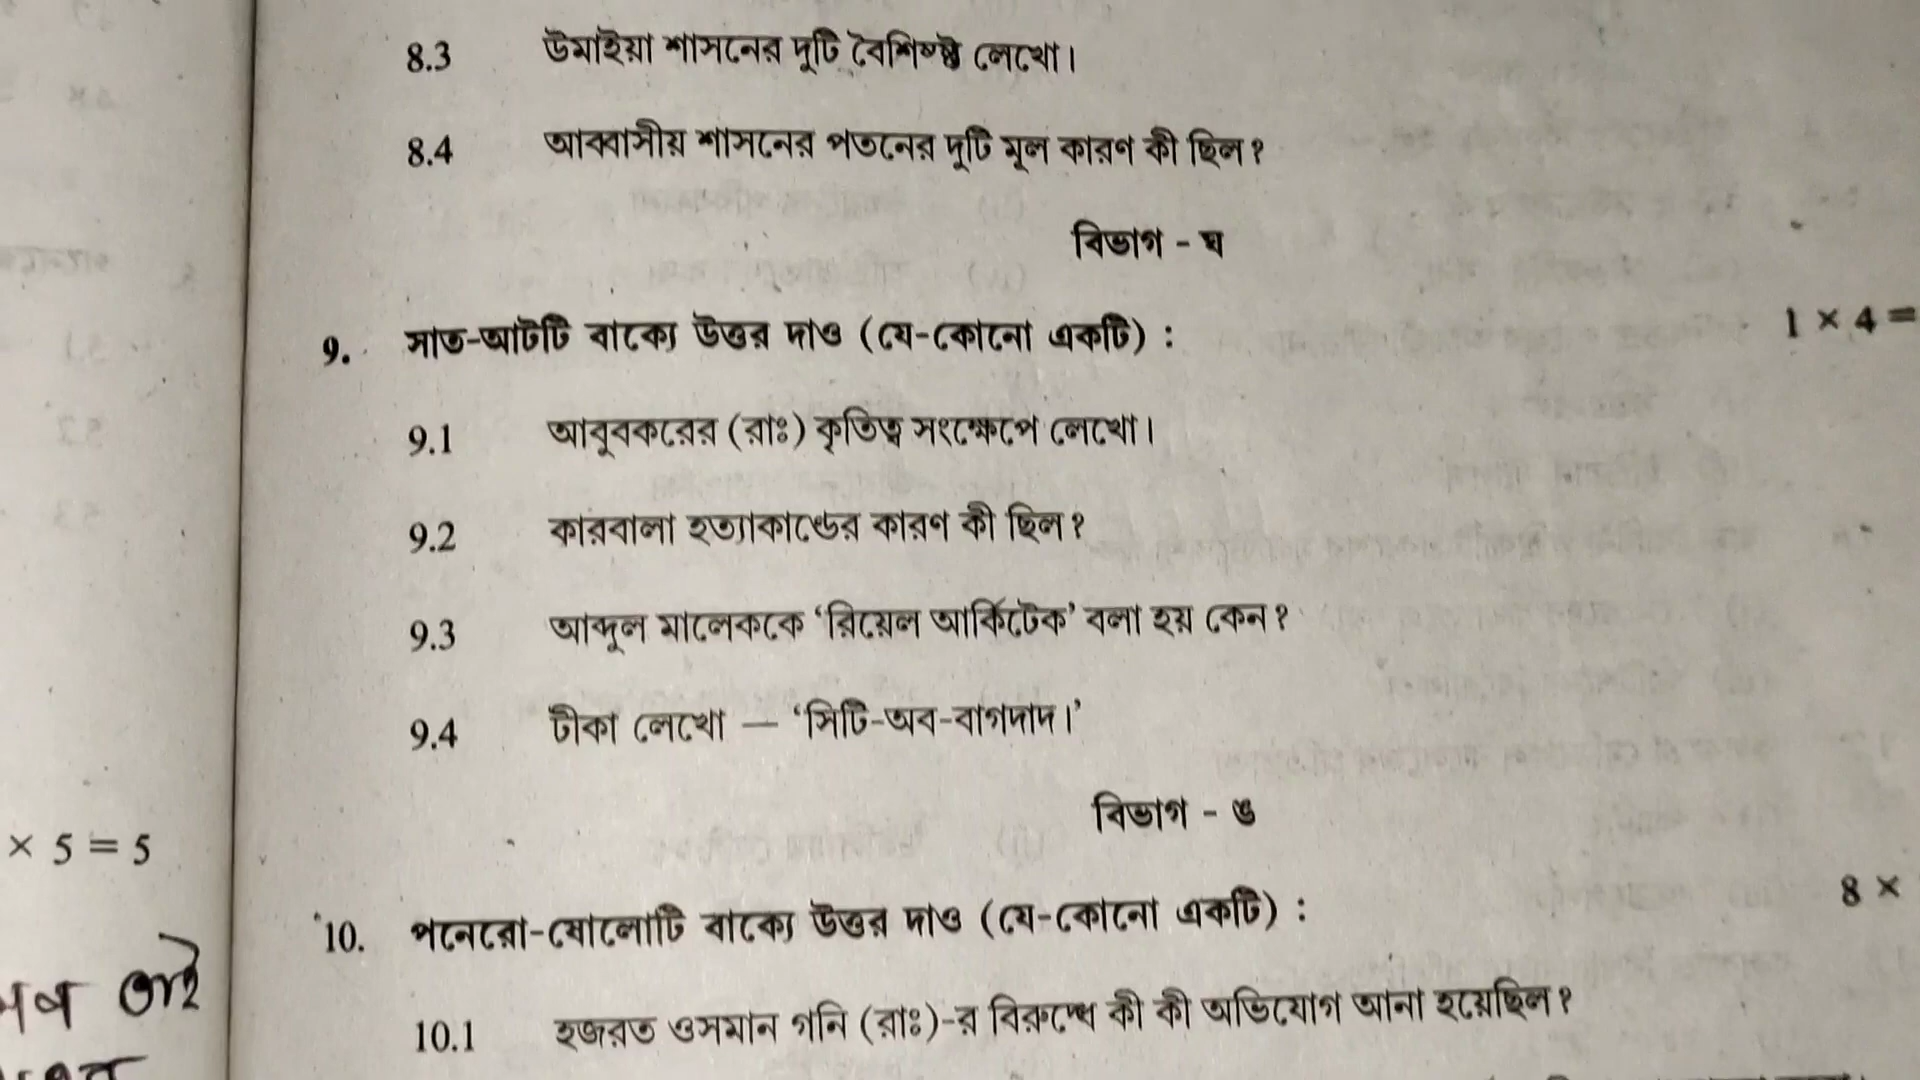 8.3 উমাইয়া শাসনের দুটি বৈশিষ্ট্য লেখো।
8.4 আব্বাসীয় শাসনের পতনের দুটি মূল কারণ কী ছিল?
বিভাগ - ঘ
9. সাত-আটটি বাক্যে উত্তর দাও (যে-কোনো একটি) : 1 × 4 =
9.1 আবুবকরের (রাঃ) কৃতিত্ব সংক্ষেপে লেখো।
9.2 কারবালা হত্যাকাণ্ডের কারণ কী ছিল?
9.3 আব্দুল মালেককে ‘রিয়েল আর্কিটেক’ বলা হয় কেন?
9.4 টীকা লেখো — ‘সিটি-অব-বাগদাদ।’
বিভাগ - ঙ
× 5 = 5
10. পনেরো-ষোলোটি বাক্যে উত্তর দাও (যে-কোনো একটি) : 8 ×
10.1 হজরত ওসমান গনি (রাঃ)-র বিরুদ্ধে কী কী অভিযোগ আনা হয়েছিল?